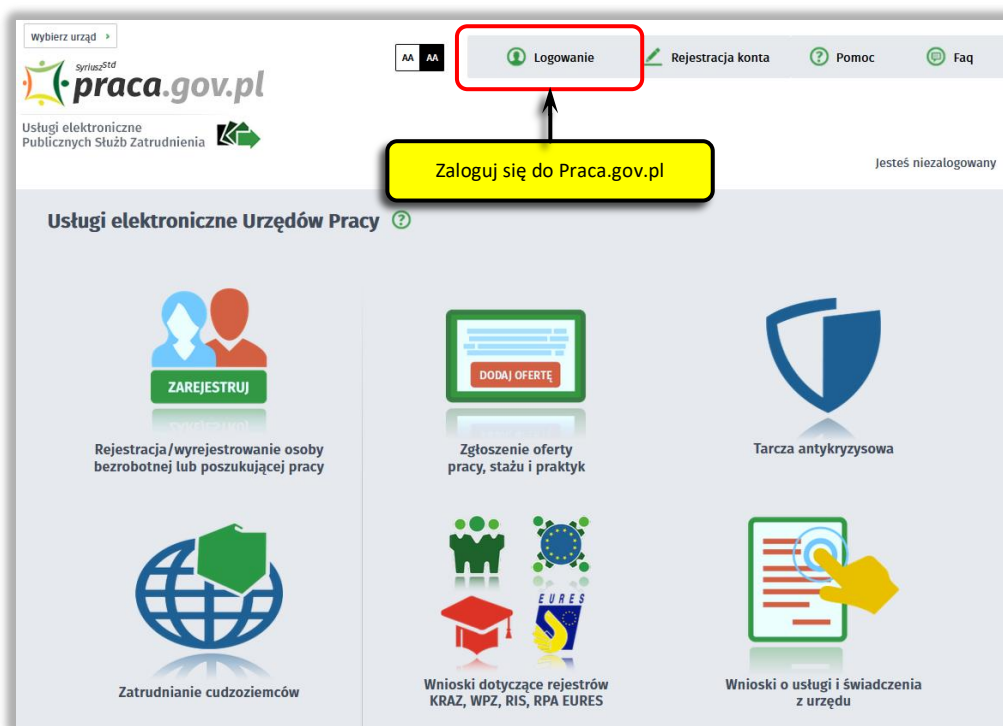 Wybierz urząd
AA AA
Logowanie
Rejestracja konta
Pomoc
Faq
Syriusz Std
praca.gov.pl
Usługi elektroniczne
Publicznych Służb Zatrudnienia
Zaloguj się do Praca.gov.pl
Jesteś niezalogowany
Usługi elektroniczne Urzędów Pracy
ZAREJESTRUJ
Rejestracja/wyrejestrowanie osoby
bezrobotnej lub poszukującej pracy
DODAJ OFERTĘ
Zgłoszenie oferty
pracy, stażu i praktyk
Tarcza antykryzysowa
Zatrudnianie cudzoziemców
EURES
Wnioski dotyczące rejestrów
KRAZ, WPZ, RIS, RPA EURES
Wnioski o usługi i świadczenia
z urzędu